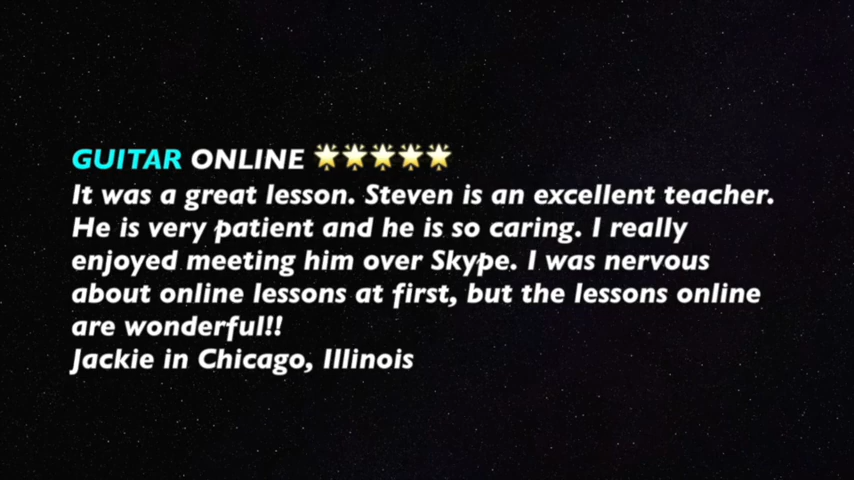 GUITAR ONLINE 🌟🌟🌟🌟🌟
It was a great lesson. Steven is an excellent teacher.
He is very patient and he is so caring. I really
enjoyed meeting him over Skype. I was nervous
about online lessons at first, but the lessons online
are wonderful!!
Jackie in Chicago, Illinois